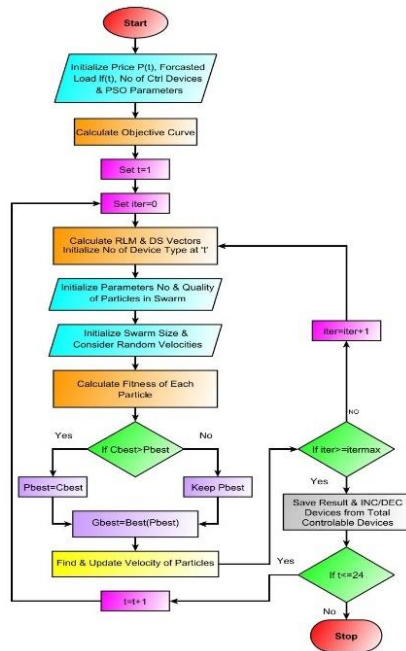 Start
Initialize Price P(t), Forcasted
Load lf(t), No of Ctrl Devices
& PSO Parameters
Calculate Objective Curve
Set t=1
Set iter=0
Calculate RLM & DS Vectors
Initialize No of Device Type at 't'
Initialize Parameters No &
Quality
of Particles in Swarm
Initialize Swarm Size &
Consider Random Velocities
Calculate Fitness of Each
Particle
Yes
If Cbest>Pbest
No
Pbest=Cbest
Keep Pbest
Gbest=Best(Pbest)
Find & Update Velocity of Particles
t=t+1
iter=iter+1
NO
If iter>=itermax
Yes
Save Result & INC/DEC
Devices from Total
Controlable Devices
Yes
If t<=24
No
Stop